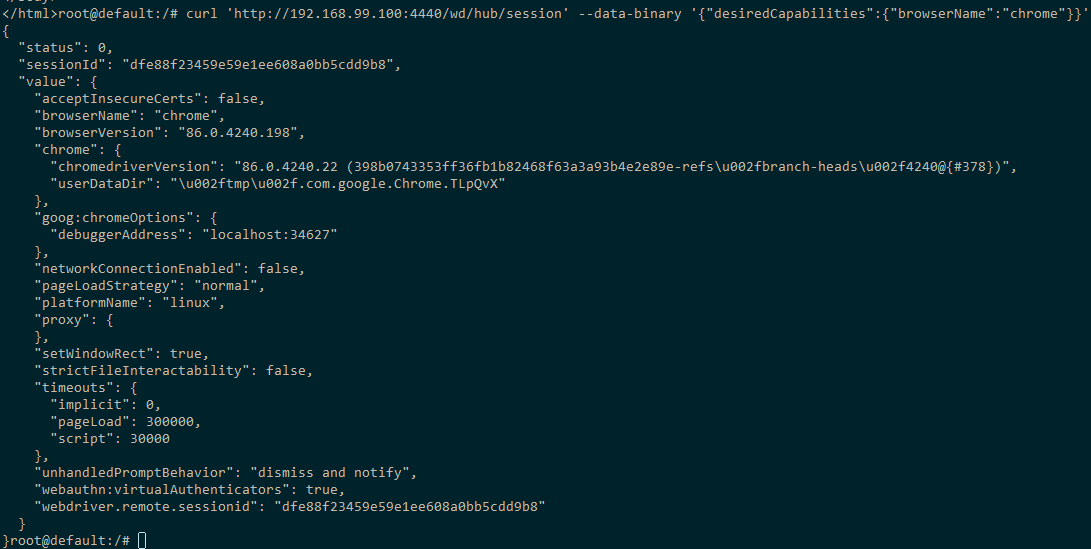 </html>root@default:/# curl 'http://192.168.99.100:4440/wd/hub/session' --data-binary '{"desiredCapabilities":{"browserName":"chrome"}}'
{
  "status": 0,
  "sessionId": "dfe88f23459e59e1ee608a0bb5cdd9b8",
  "value": {
    "acceptInsecureCerts": false,
    "browserName": "chrome",
    "browserVersion": "86.0.4240.198",
    "chrome": {
      "chromedriverVersion": "86.0.4240.22 (398b0743353ff36fb1b82468f63a3a93b4e2e89e-refs\u002fbranch-heads\u002f4240@{#378})",
      "userDataDir": "\u002ftmp\u002f.com.google.Chrome.TLpQvX"
    },
    "goog:chromeOptions": {
      "debuggerAddress": "localhost:34627"
    },
    "networkConnectionEnabled": false,
    "pageLoadStrategy": "normal",
    "platformName": "linux",
    "proxy": {
    },
    "setWindowRect": true,
    "strictFileInteractability": false,
    "timeouts": {
      "implicit": 0,
      "pageLoad": 300000,
      "script": 30000
    },
    "unhandledPromptBehavior": "dismiss and notify",
    "webauthn:virtualAuthenticators": true,
    "webdriver.remote.sessionid": "dfe88f23459e59e1ee608a0bb5cdd9b8"
  }
}root@default:/#